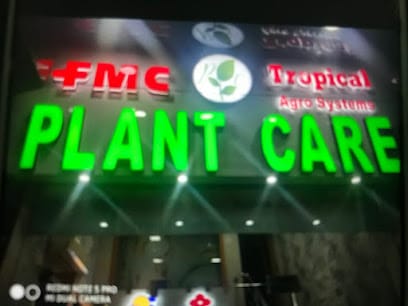 FMC
Tropical
Agro Systems
PLANT CARE
REDMI NOTE 5 PRO
MI DUAL CAMERA